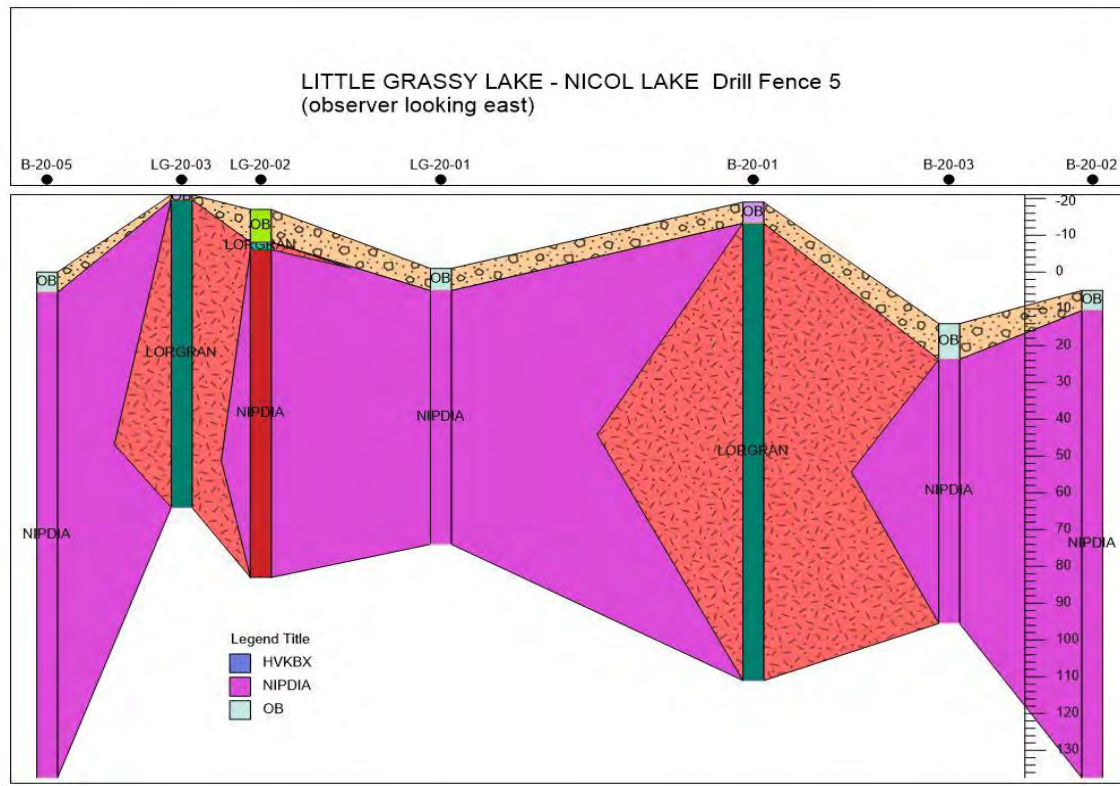 LITTLE GRASSY LAKE - NICOL LAKE Drill Fence 5
(observer looking east)
B-20-05 LG-20-03 LG-20-02 LG-20-01 B-20-01 B-20-03 B-20-02
OB
-20
OB
-10
OB
LORGRAN
0
OB
OB
OB
10
OB
20
LORGRAN
30
NIPDIA
NIPDIA
40
LORGRAN
50
NIPDIA
60
NIPDIA
70
NIPDIA
80
90
100
110
120
130
Legend Title
HVKBX
NIPDIA
OB